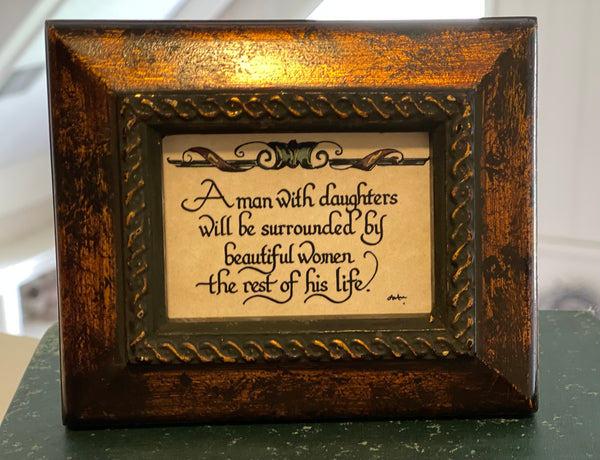 A man with daughters
will be surrounded by
beautiful women
the rest of his life.